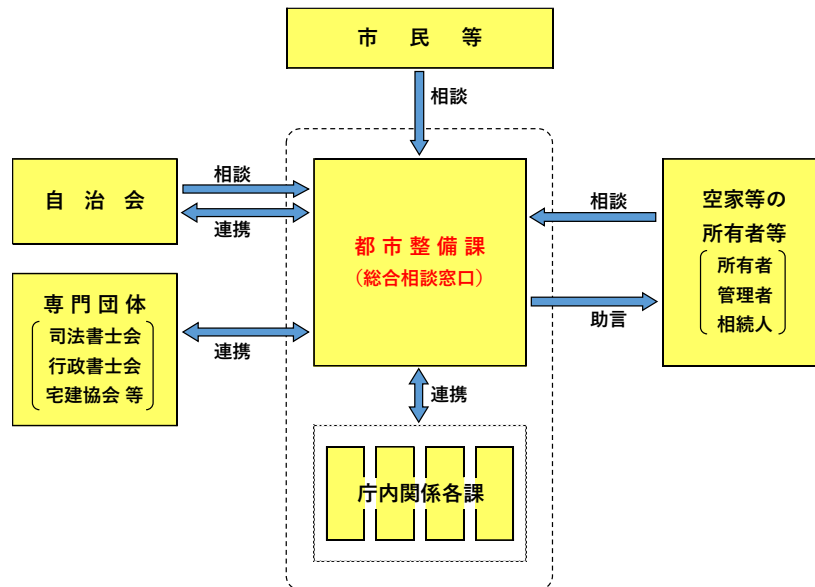 市民等
相談
自治会
相談
連携
都市整備課
(総合相談窓口)
相談
助言
空家等の
所有者等
所有者
管理者
相続人
専門団体
司法書士会
行政書士会
宅建協会 等
連携
連携
庁内関係各課